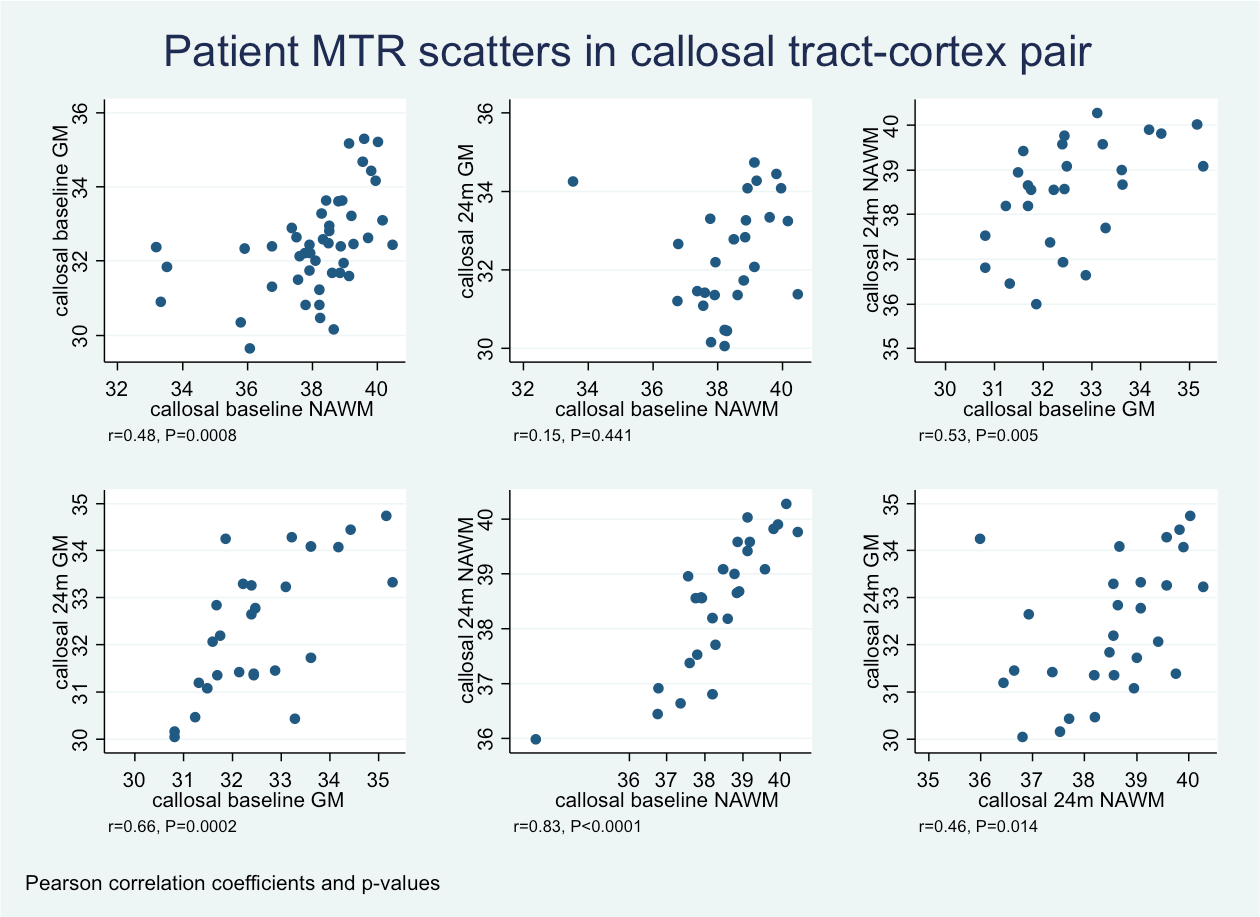 Patient MTR scatters in callosal tract-cortex pair
callosal baseline GM
36
34
32
30
32 34 36 38 40
callosal baseline NAWM
r=0.48, P=0.0008
callosal 24m GM
36
34
32
30
32 34 36 38 40
callosal baseline NAWM
r=0.15, P=0.441
callosal 24m NAWM
40
39
38
37
36
35
30 31 32 33 34 35
callosal baseline GM
r=0.53, P=0.005
callosal 24m GM
35
34
33
32
31
30
30 31 32 33 34 35
callosal baseline GM
r=0.66, P=0.0002
callosal 24m NAWM
40
39
38
37
36
36 37 38 39 40
callosal baseline NAWM
r=0.83, P<0.0001
callosal 24m GM
35
34
33
32
31
30
35 36 37 38 39 40
callosal 24m NAWM
r=0.46, P=0.014
Pearson correlation coefficients and p-values